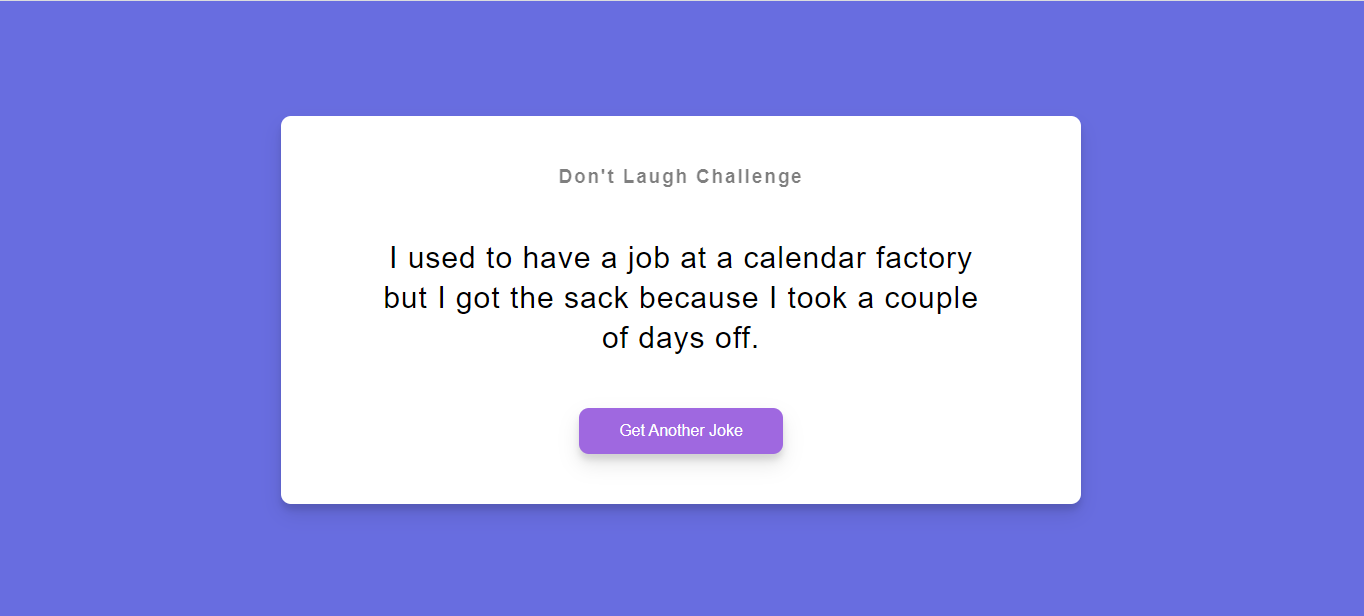 Don't Laugh Challenge
I used to have a job at a calendar factory
but I got the sack because I took a couple
of days off.
Get Another Joke